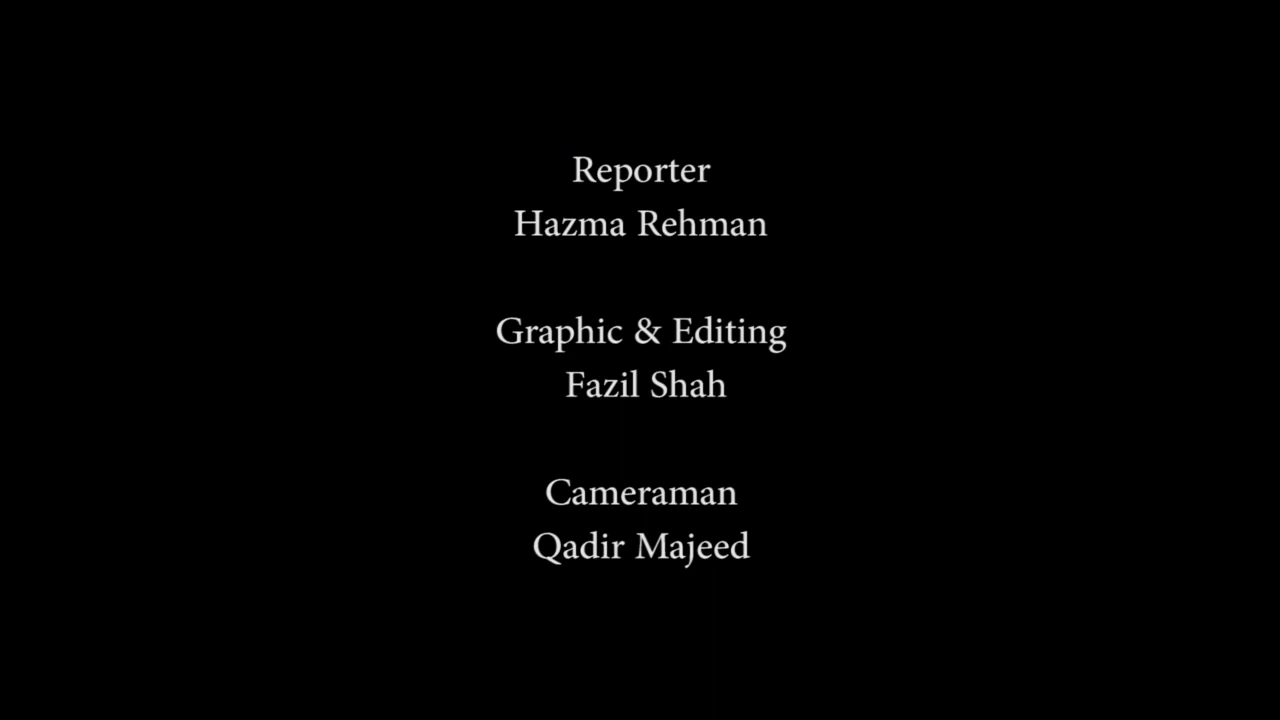 Reporter
Hazma Rehman
Graphic & Editing
Fazil Shah
Cameraman
Qadir Majeed